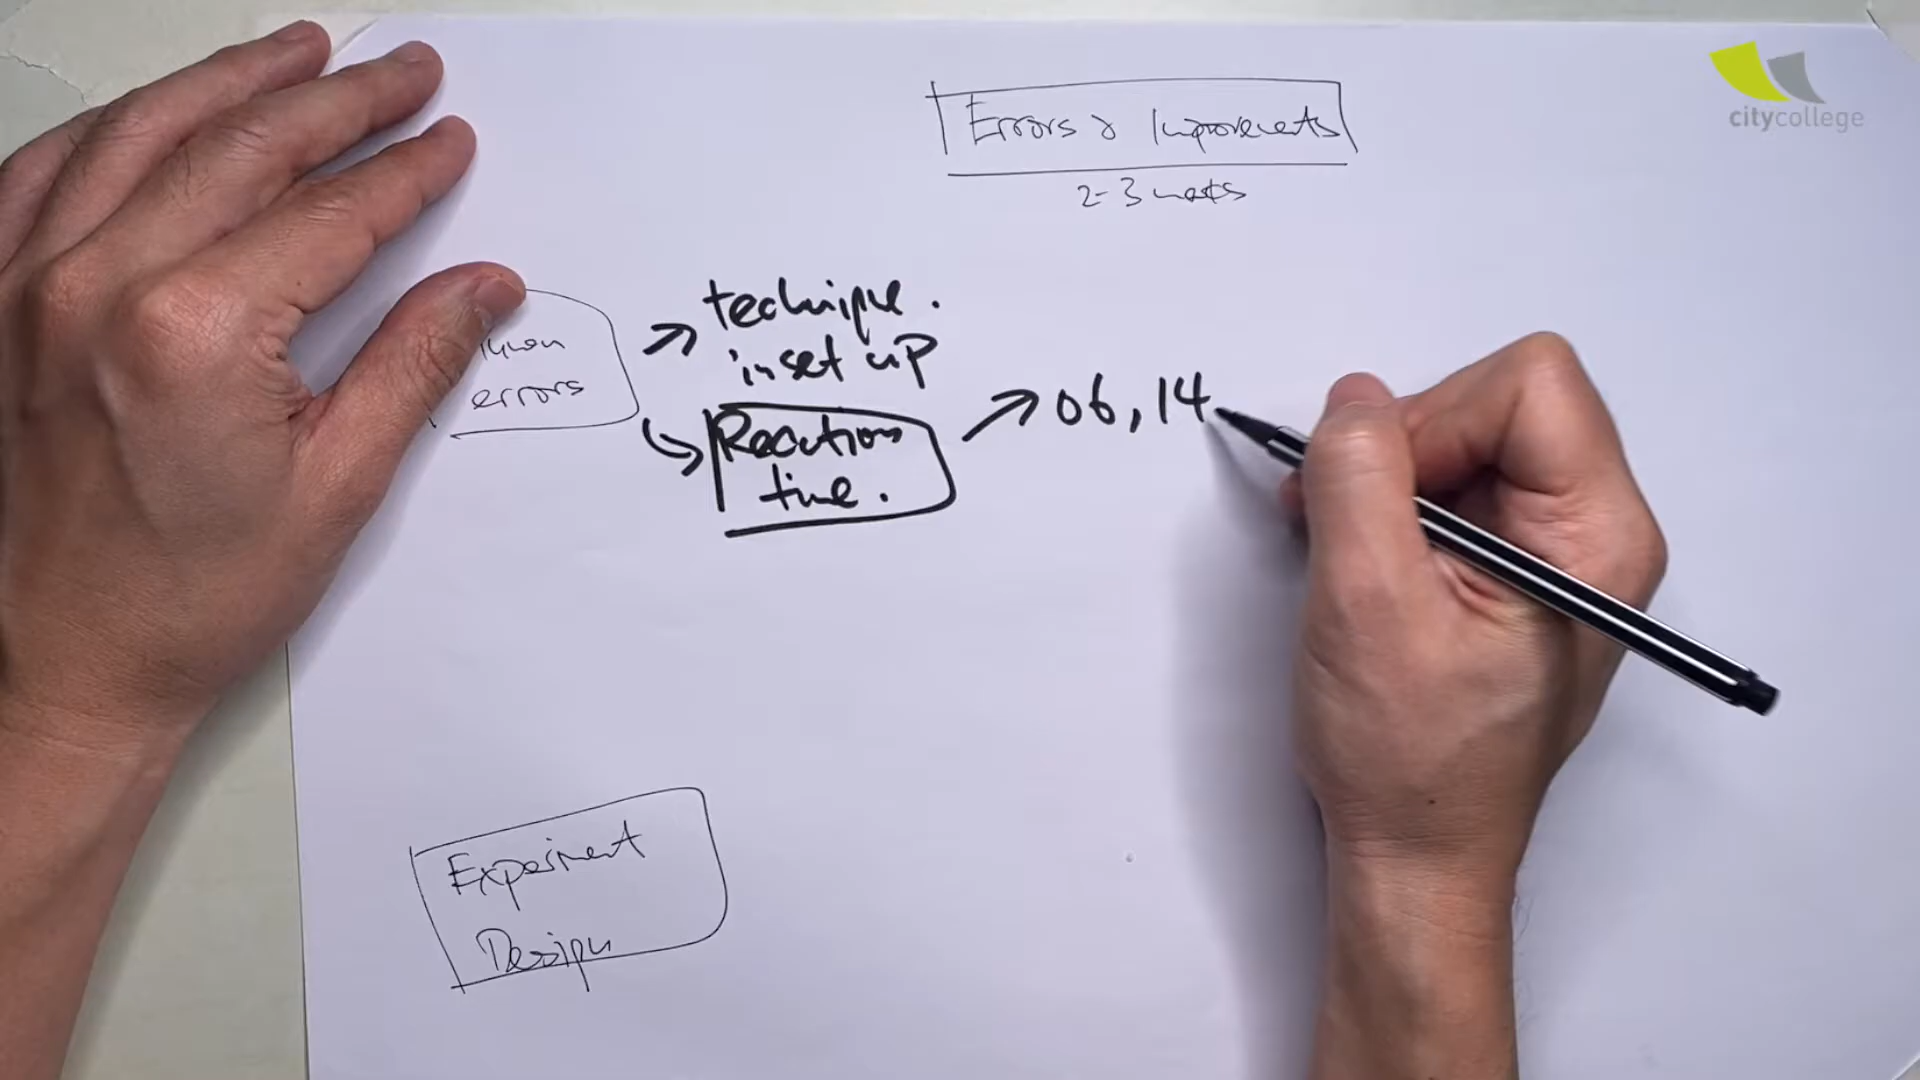 citycollege
Errors & Improvements
2-3 marks
technique.
in set up
errors
Reaction
time.
06, 14
Experiment
Design